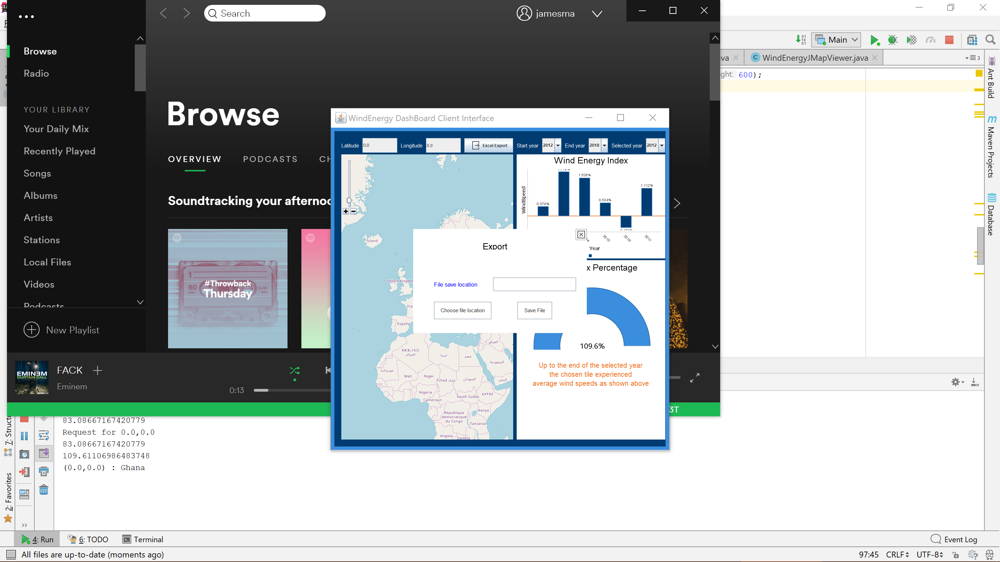 Search
jamesma
Browse
Radio
YOUR LIBRARY
Your Daily Mix
Recently Played
Songs
Albums
Artists
Stations
Local Files
Videos
Podcasts
New Playlist
Browse
OVERVIEW PODCASTS CH
Soundtracking your afternoo
#Throwback
Thursday
1
60
min.
2x30
min.
EMINEM
CURTAIN CALL
FACK
Eminem
0:13
3T
WindEnergy DashBoard Client Interface
Latitude 0.0 Longitude 0.0 Excel Export Start year 2012 End year 2018 Selected year 2012
Wind Energy Index
WindSpeed
0.379%
1.528%
0.524%
1.112%
2015
2016
2017
Year
x Percentage
109.6%
Up to the end of the selected year
the chosen tile experienced
average wind speeds as shown above
Export
File save location
Choose file location
Save File
Ísland
United Kingdo
Fra
España
ⵍⵣⵣⴰⵢⴻⵔ
الجزائر
ليبيا
مصر
العراق
السعودية
موريتانيا
Mali
Niger
Tchad تشاد
السودان
اليمن
Nigeria
South Sudan
Cameroun
République
démocratique
du Congo
Kenya
Tanzania
Angola
Zambia
Main
va
WindEnergyJMapViewer.java
3
ght: 600);
Ant Build
Maven Projects
Database
7: Structu
2: Favorites
83.08667167420779
Request for 0.0,0.0
83.08667167420779
109.61106986483748
(0.0,0.0) : Ghana
4: Run
6: TODO
Terminal
Event Log
All files are up-to-date (moments ago)
97:45 CRLF UTF-8